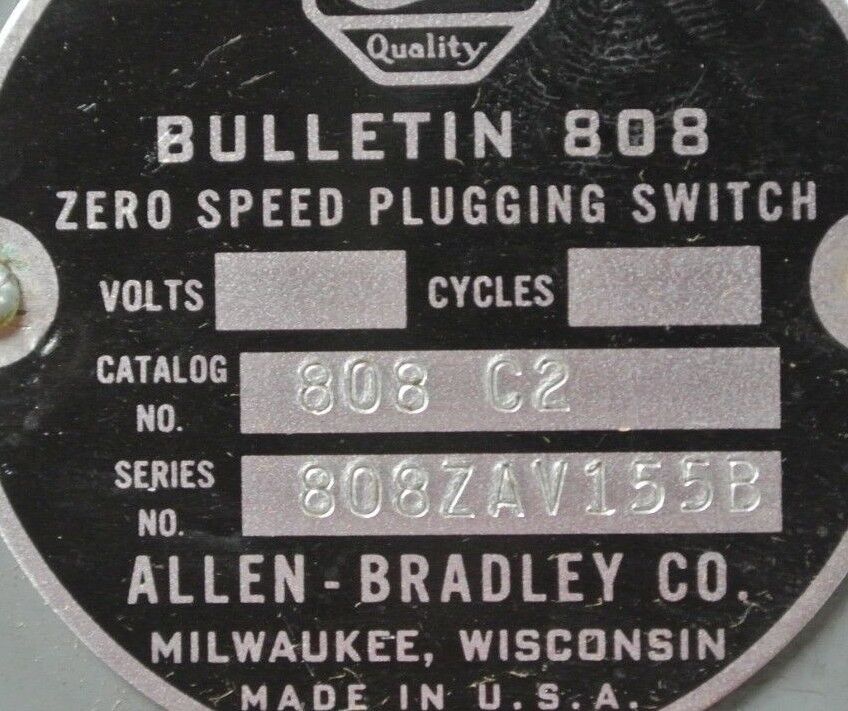 Quality
BULLETIN 808
ZERO SPEED PLUGGING SWITCH
VOLTS CYCLES
CATALOG NO. 808 C2
SERIES NO. 808ZAV155B
ALLEN-BRADLEY CO.
MILWAUKEE, WISCONSIN
MADE IN U.S.A.